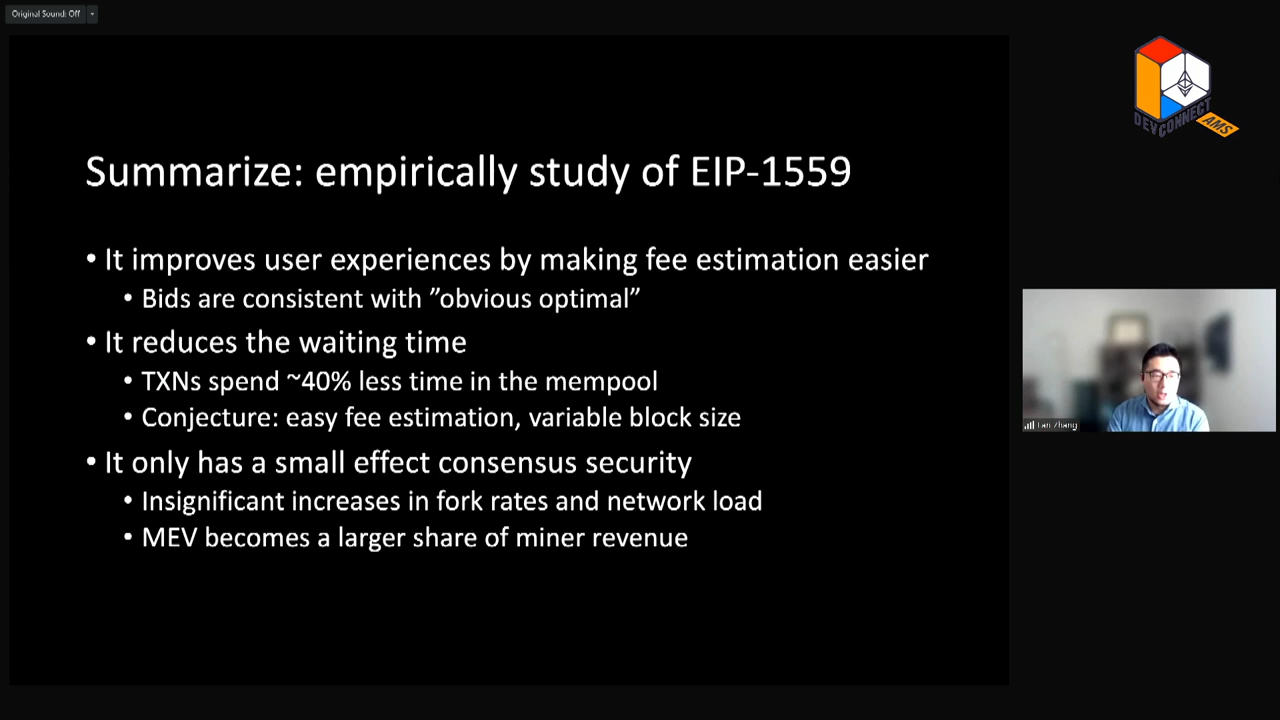 Original Sound: Off
DEVCONNECT
AMS
Summarize: empirically study of EIP-1559
• It improves user experiences by making fee estimation easier
• Bids are consistent with ”obvious optimal”
• It reduces the waiting time
• TXNs spend ~40% less time in the mempool
• Conjecture: easy fee estimation, variable block size
• It only has a small effect consensus security
• Insignificant increases in fork rates and network load
• MEV becomes a larger share of miner revenue
Fan Zhang